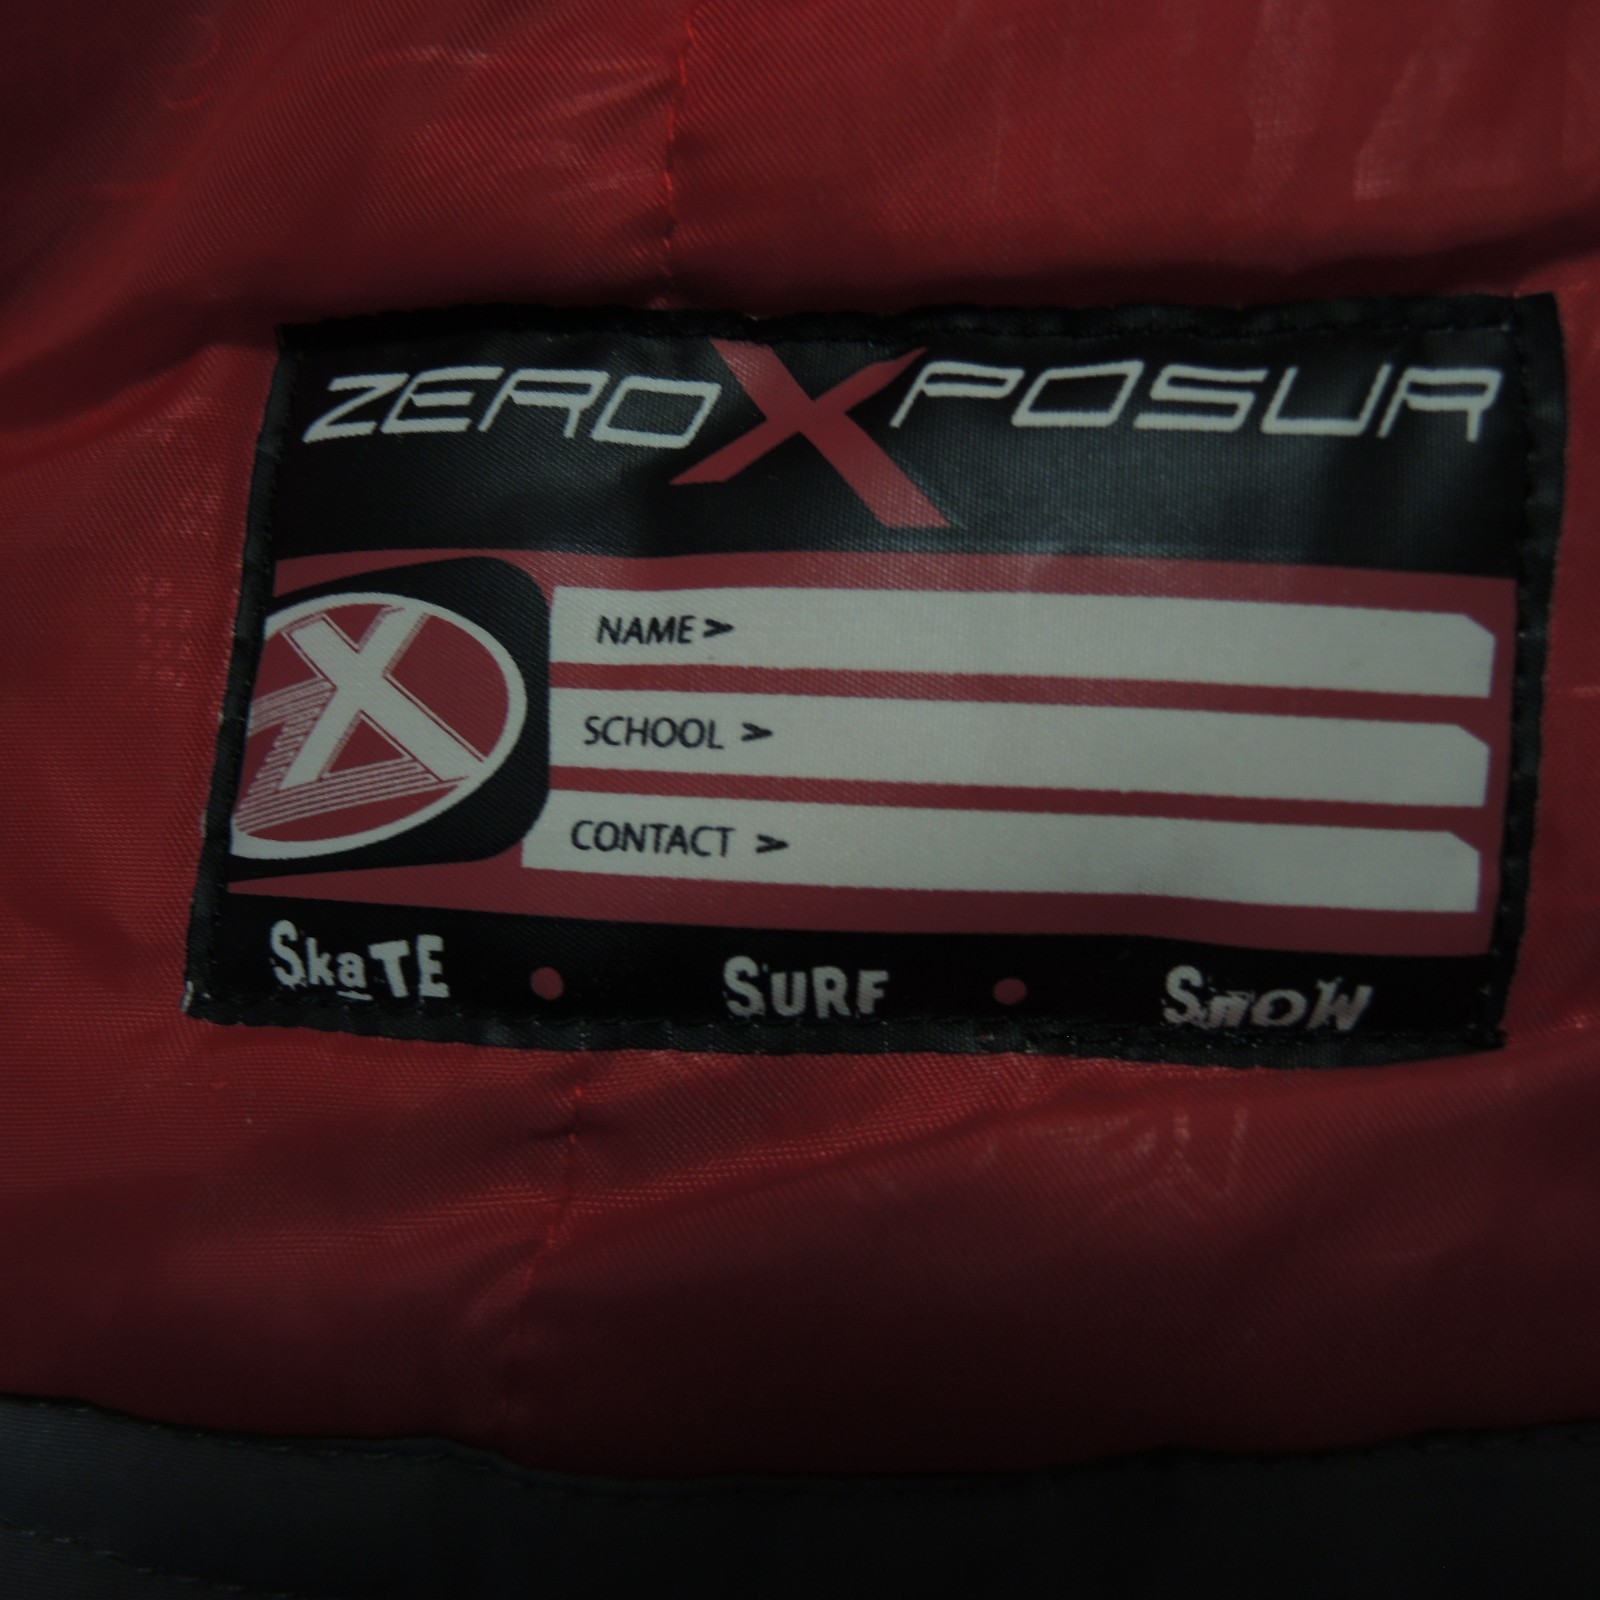 ZEROXPOSUR
NAME >
SCHOOL >
CONTACT >
SkaTE • SURF • SnOW